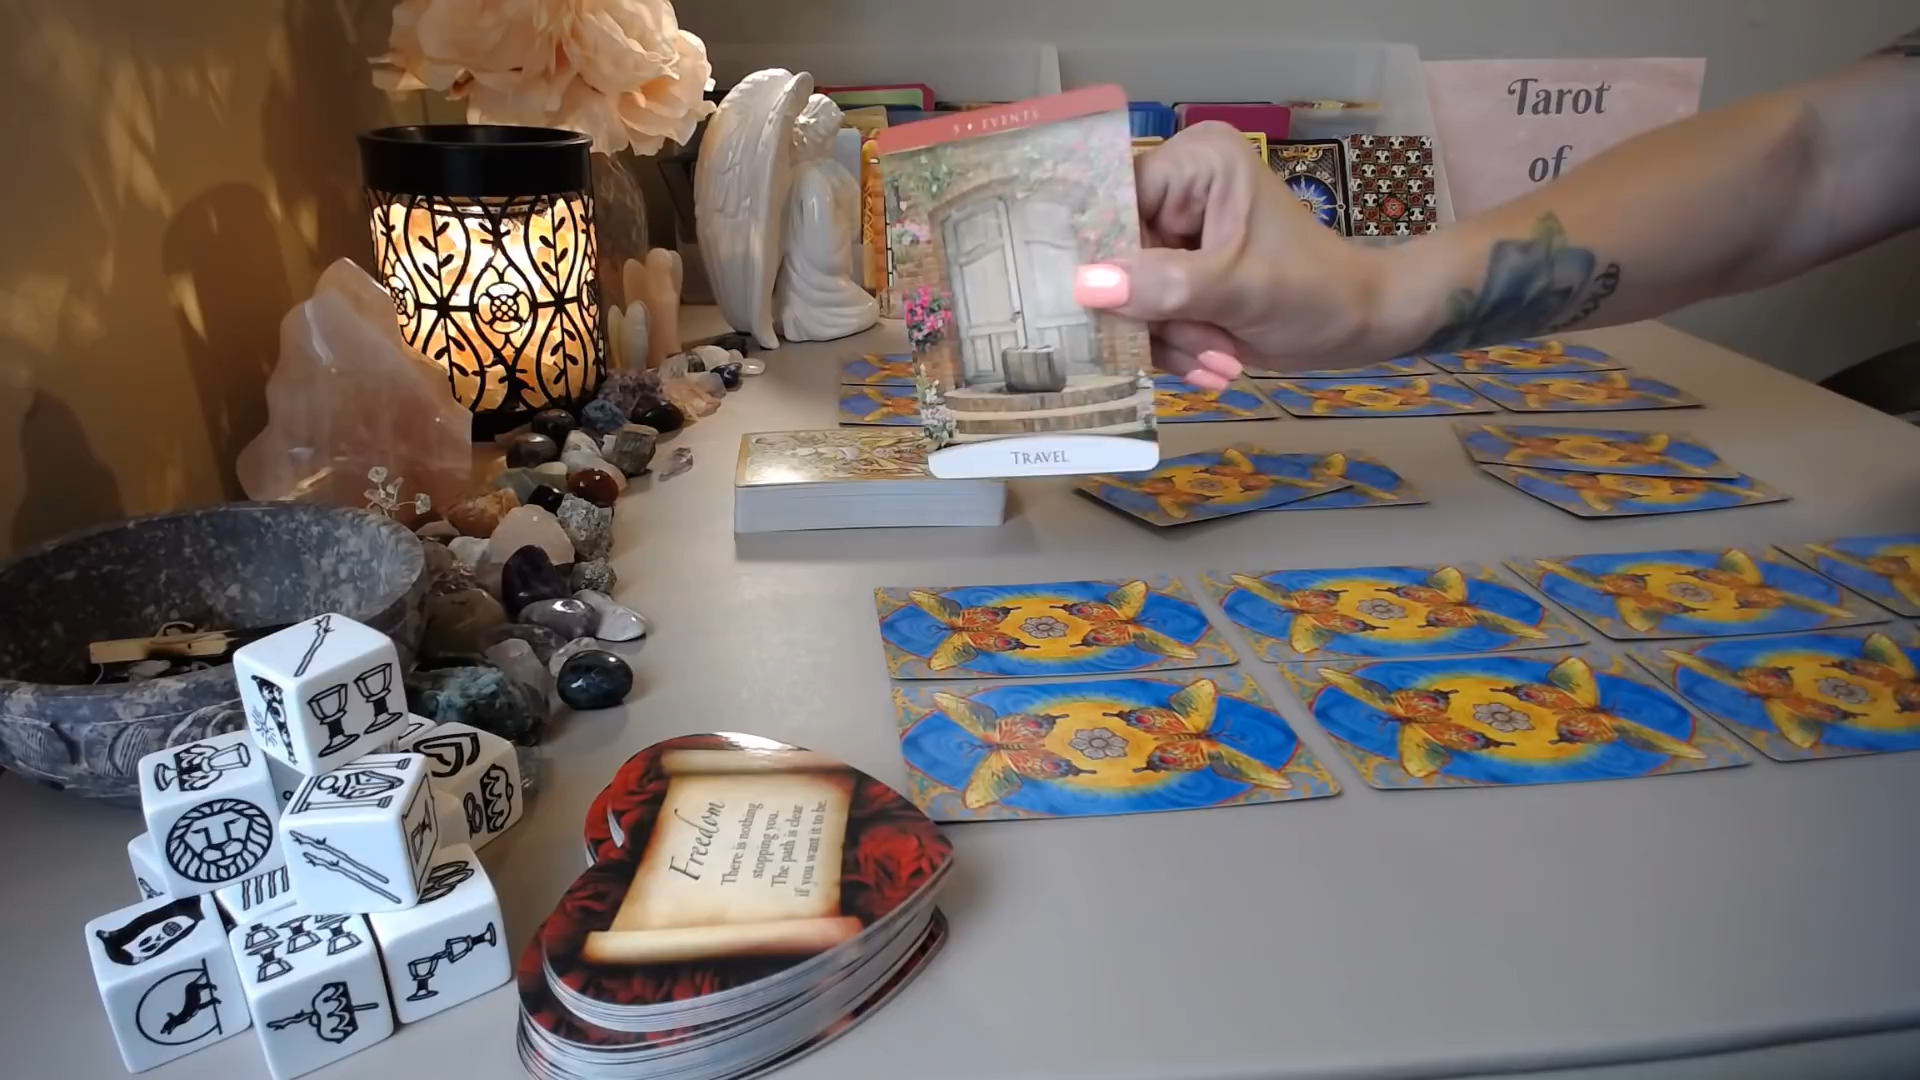 Tarot
of
5 • EVENTS
TRAVEL
Freedom
There is nothing
stopping you.
The path is clear
if you want it to be.